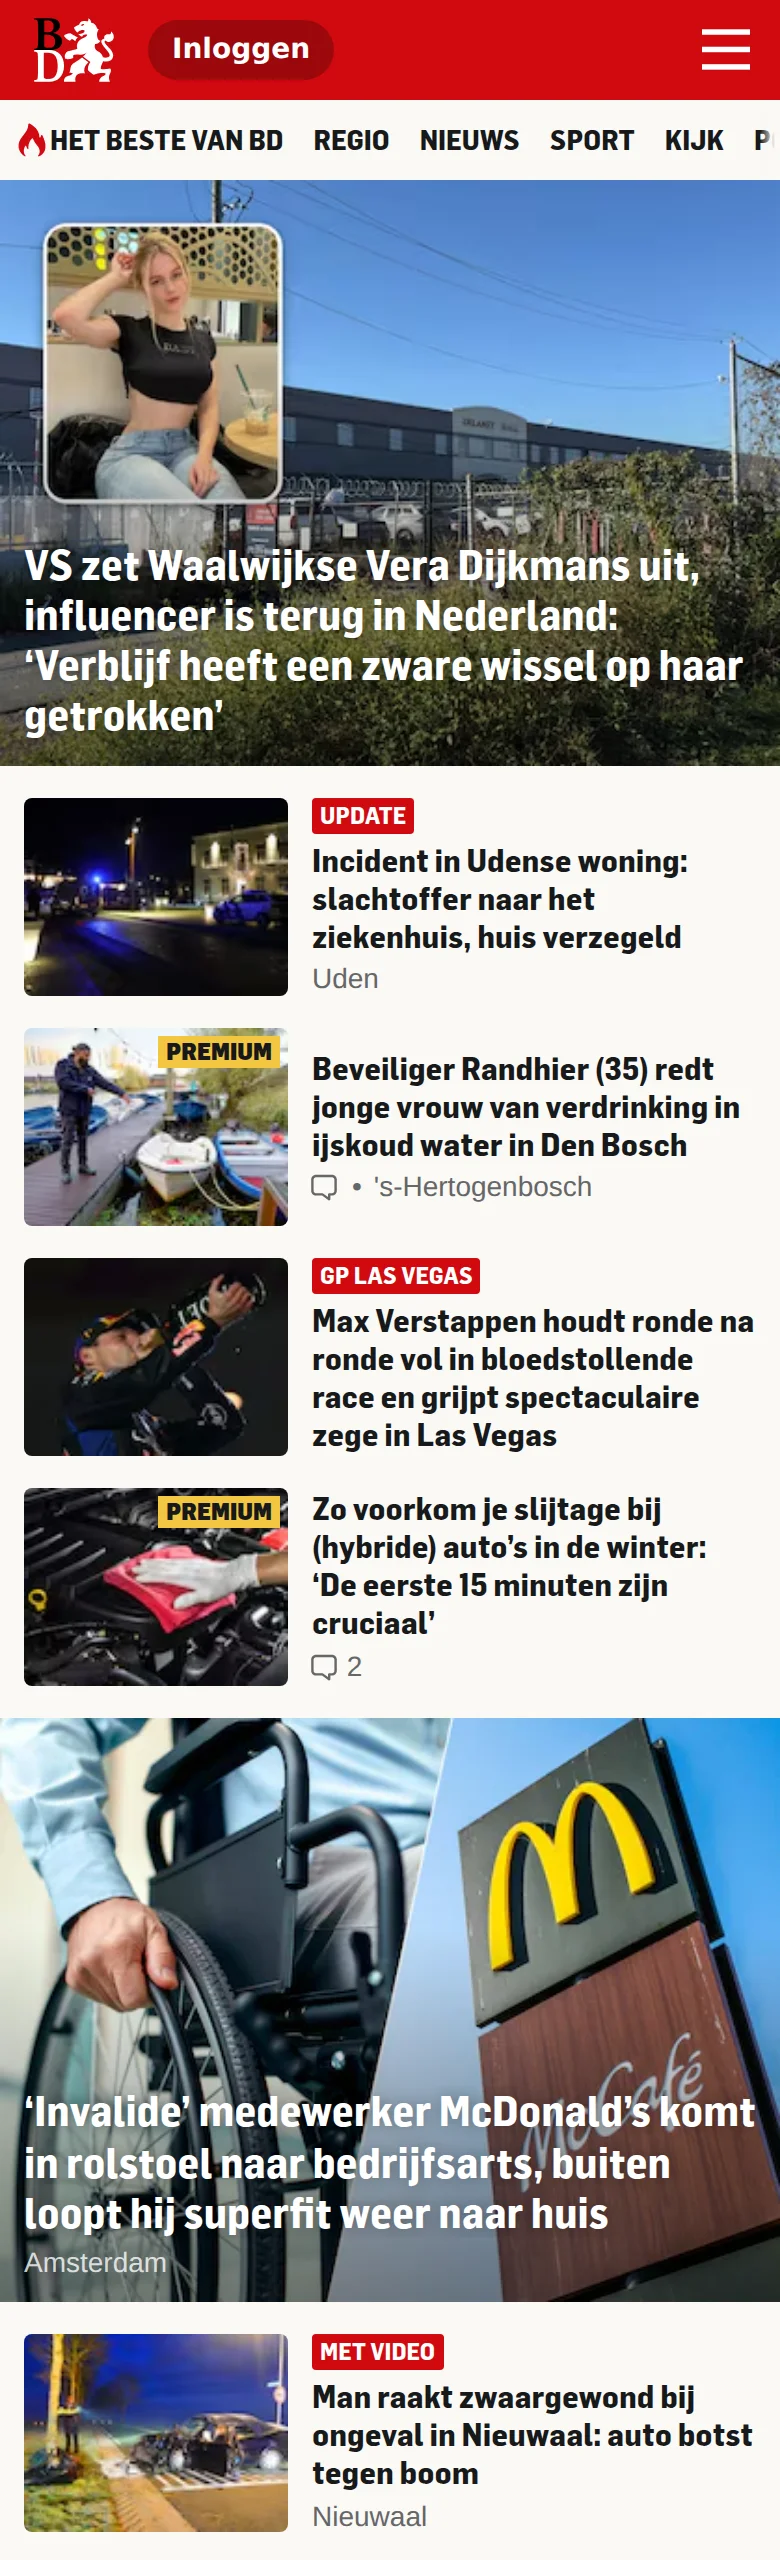 BD
Inloggen
HET BESTE VAN BD REGIO NIEUWS SPORT KIJK
VS zet Waalwijkse Vera Dijkmans uit,
influencer is terug in Nederland:
‘Verblijf heeft een zware wissel op haar
getrokken’
UPDATE
Incident in Udense woning:
slachtoffer naar het
ziekenhuis, huis verzegeld
Uden
PREMIUM
Beveiliger Randhier (35) redt
jonge vrouw van verdrinking in
ijskoud water in Den Bosch
• 's-Hertogenbosch
GP LAS VEGAS
Max Verstappen houdt ronde na
ronde vol in bloedstollende
race en grijpt spectaculaire
zege in Las Vegas
PREMIUM
Zo voorkom je slijtage bij
(hybride) auto’s in de winter:
‘De eerste 15 minuten zijn
cruciaal’
2
McCafé
‘Invalide’ medewerker McDonald’s komt
in rolstoel naar bedrijfsarts, buiten
loopt hij superfit weer naar huis
Amsterdam
MET VIDEO
Man raakt zwaargewond bij
ongeval in Nieuwaal: auto botst
tegen boom
Nieuwaal